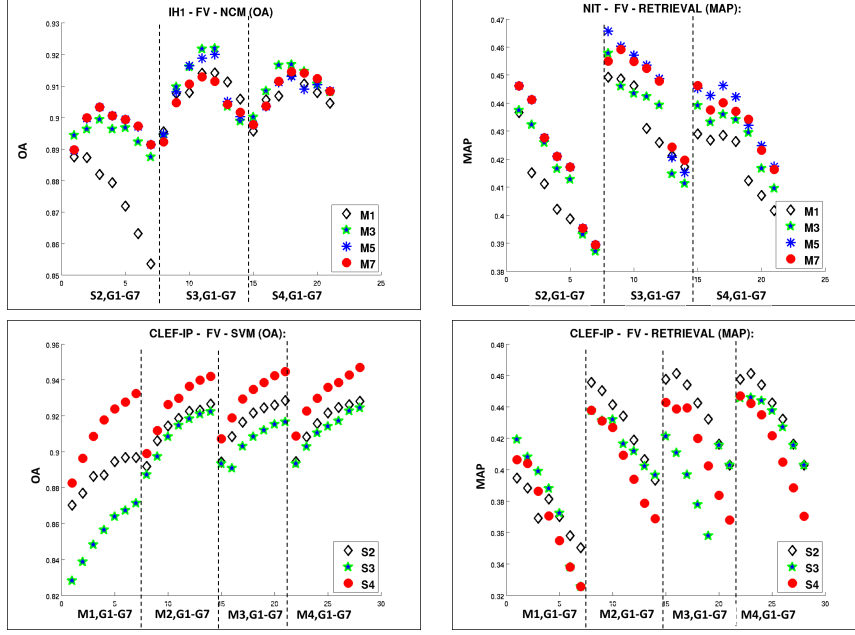 IH1 - FV - NCM (OA)
0.93
0.92
0.91
0.9
0.89
0.88
0.87
0.86
0.85
OA
0 5 10 15 20 25
S2,G1-G7 S3,G1-G7 S4,G1-G7
M1
M3
M5
M7
NIT - FV - RETRIEVAL (MAP):
0.47
0.46
0.45
0.44
0.43
0.42
0.41
0.4
0.39
0.38
MAP
0 5 10 15 20 25
S2,G1-G7 S3,G1-G7 S4,G1-G7
M1
M3
M5
M7
CLEF-IP - FV - SVM (OA):
0.96
0.94
0.92
0.9
0.88
0.86
0.84
0.82
OA
0 5 10 15 20 25 30
M1,G1-G7 M2,G1-G7 M3,G1-G7 M4,G1-G7
S2
S3
S4
CLEF-IP - FV - RETRIEVAL (MAP):
0.48
0.46
0.44
0.42
0.4
0.38
0.36
0.34
0.32
MAP
0 5 10 15 20 25 30
M1,G1-G7 M2,G1-G7 M3,G1-G7 M4,G1-G7
S2
S3
S4